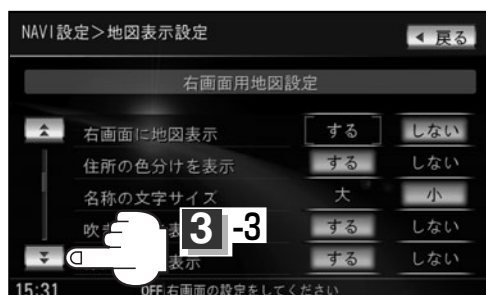 NAVI設定>地図表示設定
◀ 戻る
右画面用地図設定
右画面に地図表示 する しない
住所の色分けを表示 する しない
名称の文字サイズ 大 小
吹き 表 する しない
3 -3
表示 する しない
15:31 OFF:右画面の設定をしてください